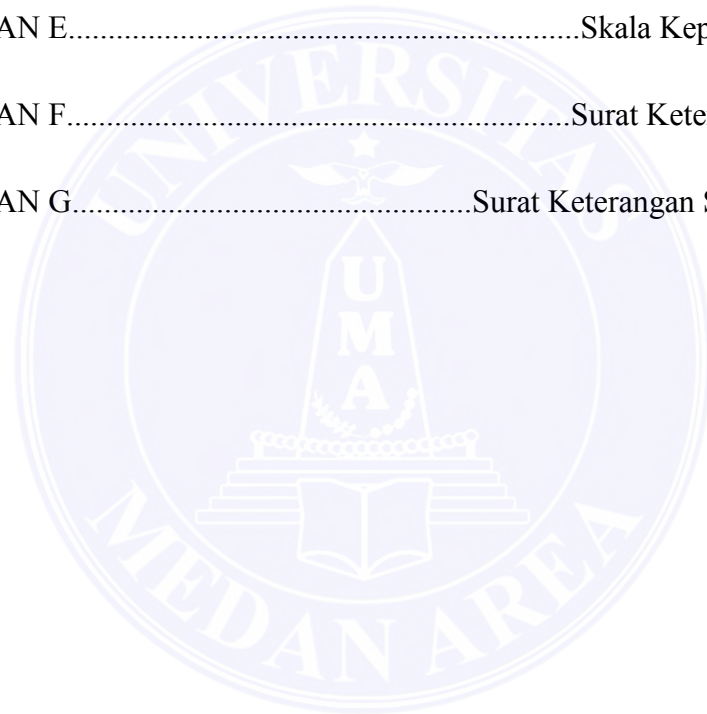 AN E................................................................Skala Kep
AN F...............................................................Surat Kete
AN G..................................................Surat Keterangan S
UNIVERSITAS
UMA
MEDAN AREA